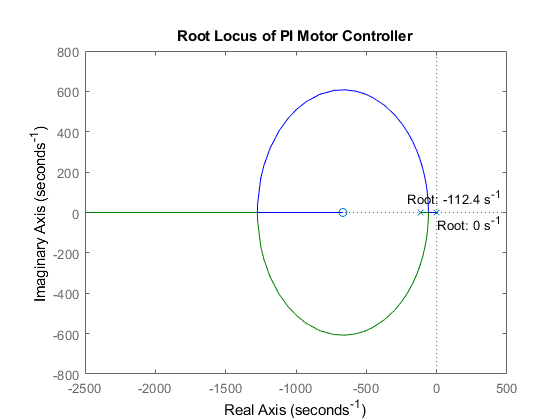 Root Locus of PI Motor Controller
800
600
400
200
0
-200
-400
-600
-800
Imaginary Axis (seconds⁻¹)
Root: -112.4 s⁻¹
Root: 0 s⁻¹
-2500 -2000 -1500 -1000 -500 0 500
Real Axis (seconds⁻¹)